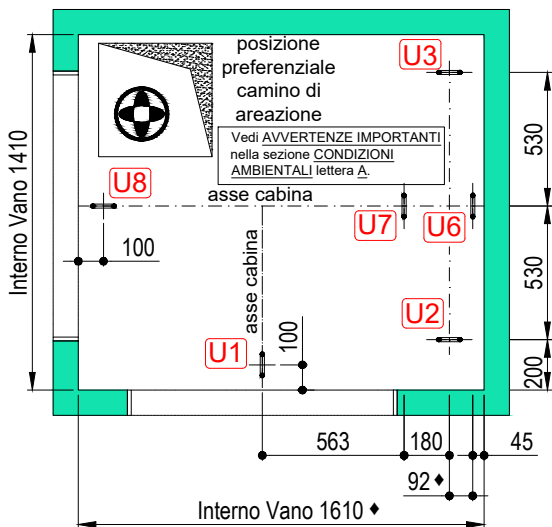 posizione
preferenziale
camino di
areazione
Vedi AVVERTENZE IMPORTANTI
nella sezione CONDIZIONI
AMBIENTALI lettera A.
U3
530
Interno Vano 1410
U8
asse cabina
U7
U6
100
asse cabina
530
U2
U1
100
200
563
180
45
92 ♦
Interno Vano 1610 ♦